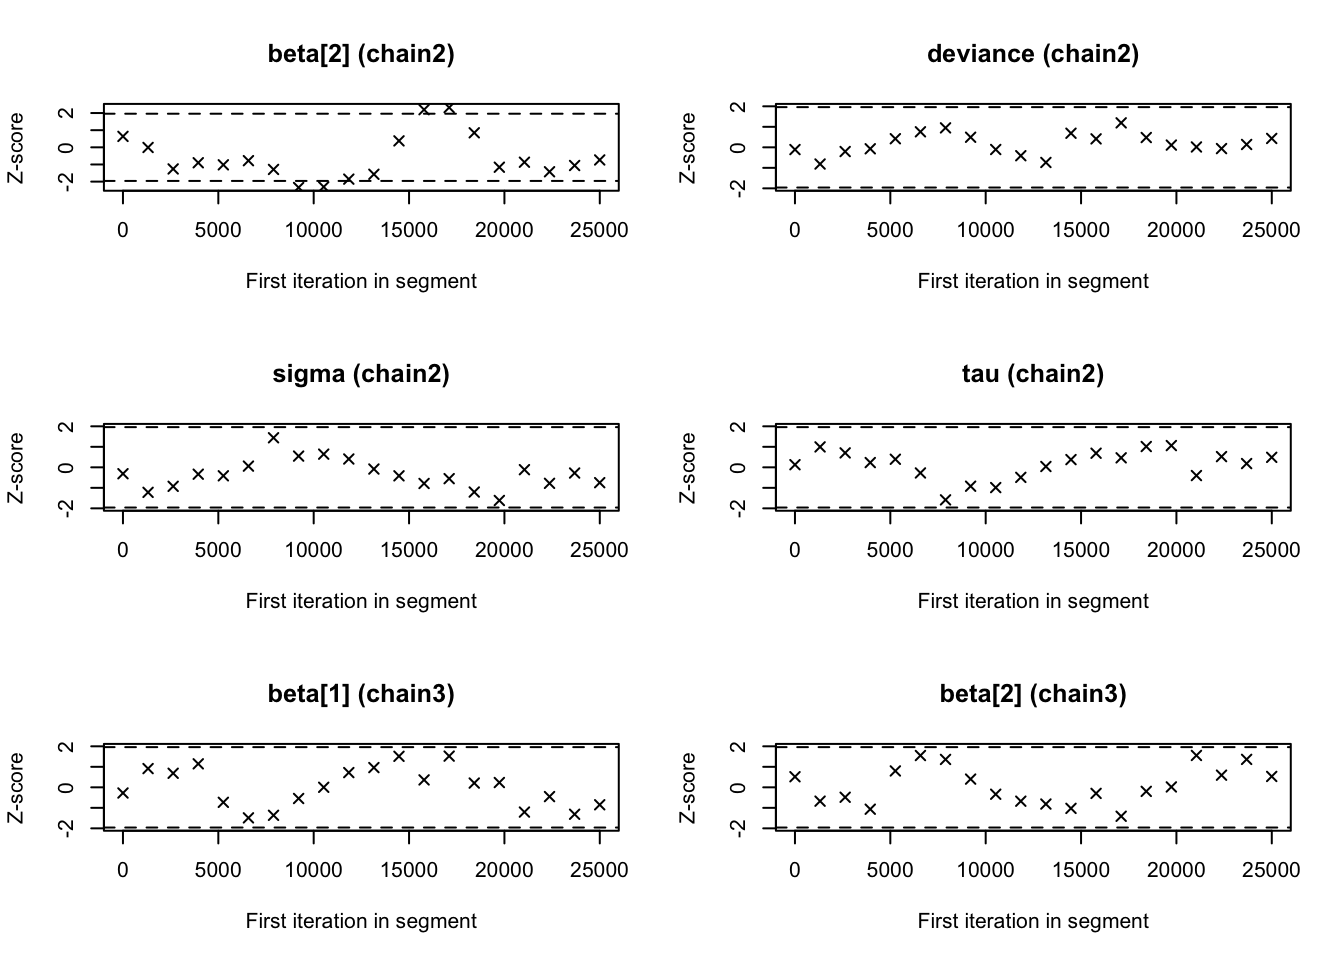 beta[2] (chain2)
Z-score
2
0
-2
0 5000 10000 15000 20000 25000
First iteration in segment
deviance (chain2)
Z-score
2
0
-2
0 5000 10000 15000 20000 25000
First iteration in segment
sigma (chain2)
Z-score
2
0
-2
0 5000 10000 15000 20000 25000
First iteration in segment
tau (chain2)
Z-score
2
0
-2
0 5000 10000 15000 20000 25000
First iteration in segment
beta[1] (chain3)
Z-score
2
0
-2
0 5000 10000 15000 20000 25000
First iteration in segment
beta[2] (chain3)
Z-score
2
0
-2
0 5000 10000 15000 20000 25000
First iteration in segment